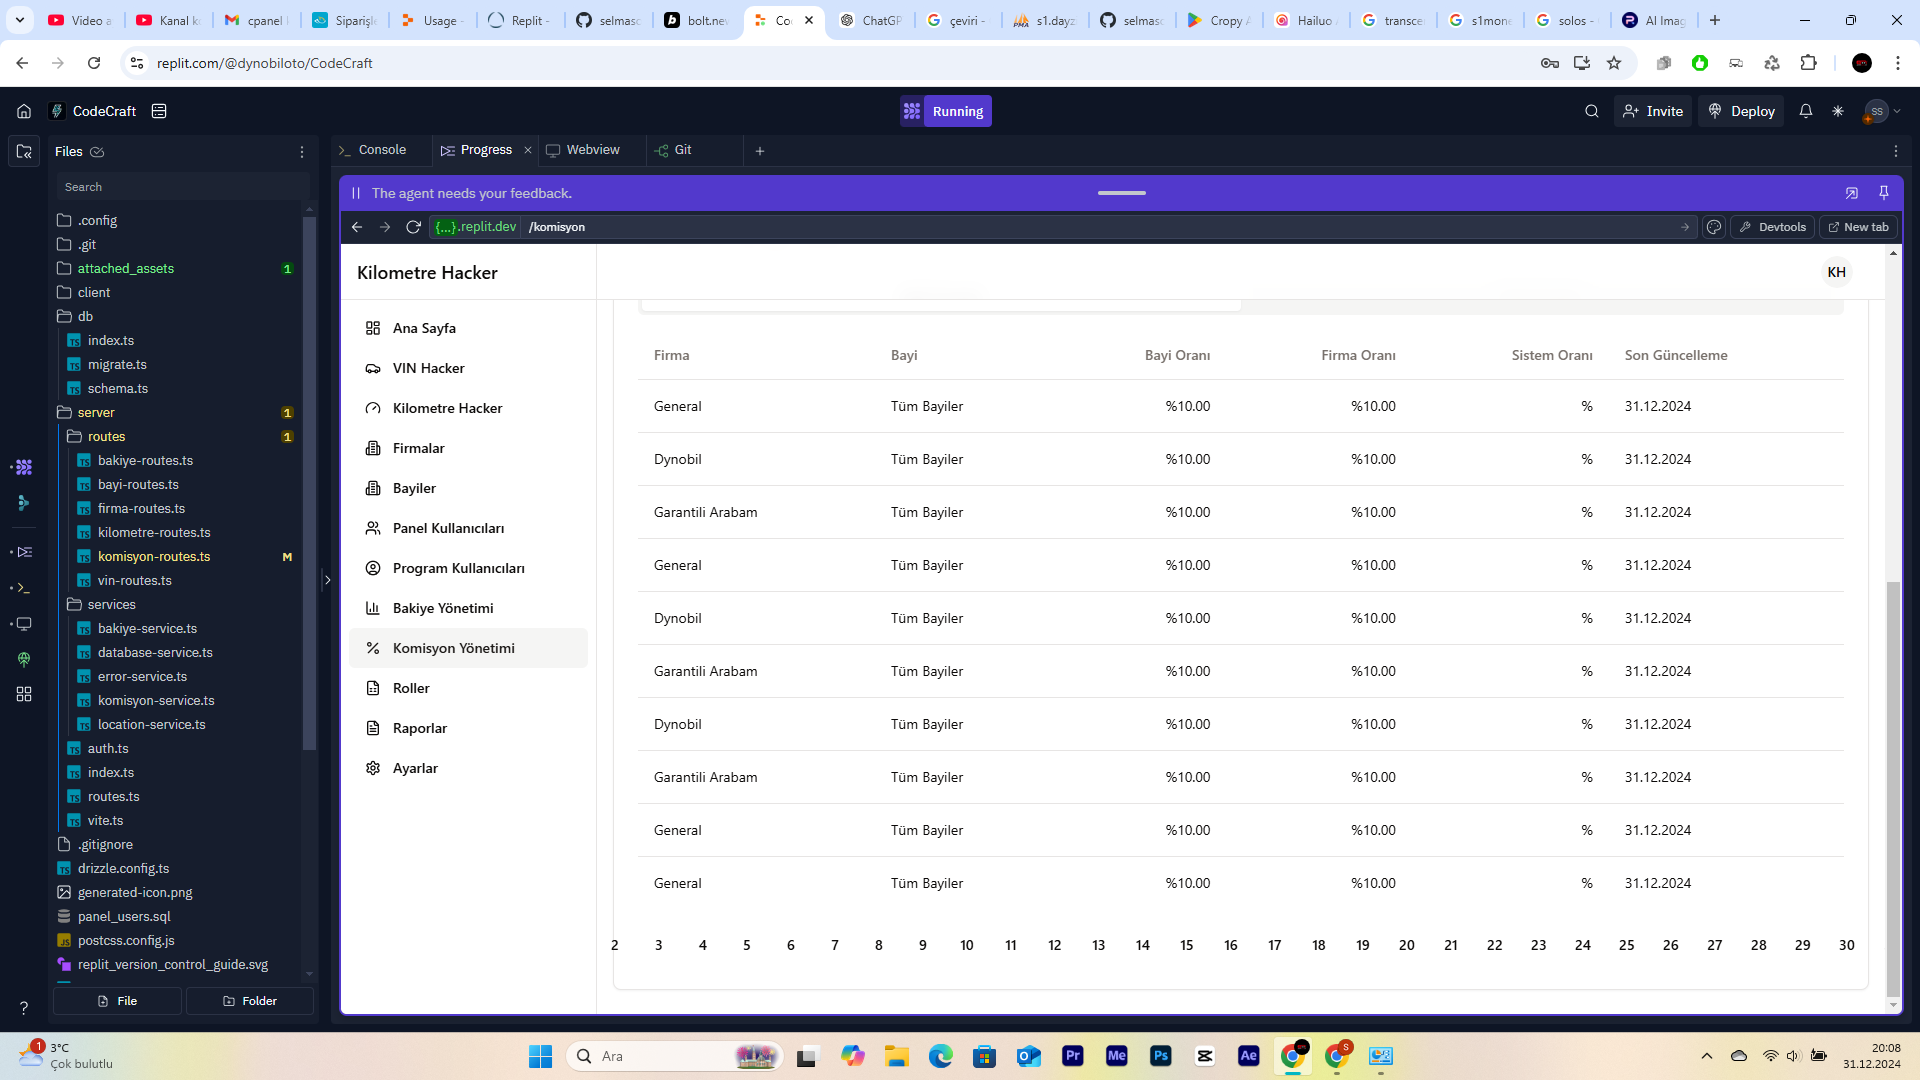 Video a
Kanal k
cpanel
Siparişl
Usage -
Replit -
selmasc
bolt.new
Co
ChatGP
çeviri -
s1.dayz
selmasc
Cropy A
Hailuo
transce
s1mone
solos -
AI Imag
replit.com/@dynobiloto/CodeCraft
CodeCraft
Running
Invite
Deploy
SS
Files
Console
Progress
Webview
Git
Search
The agent needs your feedback.
{...}.replit.dev
/komisyon
Devtools
New tab
.config
.git
attached_assets 1
client
db
index.ts
migrate.ts
schema.ts
server 1
routes 1
bakiye-routes.ts
bayi-routes.ts
firma-routes.ts
kilometre-routes.ts
komisyon-routes.ts M
vin-routes.ts
services
bakiye-service.ts
database-service.ts
error-service.ts
komisyon-service.ts
location-service.ts
auth.ts
index.ts
routes.ts
vite.ts
.gitignore
drizzle.config.ts
generated-icon.png
panel_users.sql
postcss.config.js
replit_version_control_guide.svg
File
Folder
Kilometre Hacker
KH
Ana Sayfa
VIN Hacker
Kilometre Hacker
Firmalar
Bayiler
Panel Kullanıcıları
Program Kullanıcıları
Bakiye Yönetimi
Komisyon Yönetimi
Roller
Raporlar
Ayarlar
Firma Bayi Bayi Oranı Firma Oranı Sistem Oranı Son Güncelleme
General Tüm Bayiler %10.00 %10.00 % 31.12.2024
Dynobil Tüm Bayiler %10.00 %10.00 % 31.12.2024
Garantili Arabam Tüm Bayiler %10.00 %10.00 % 31.12.2024
General Tüm Bayiler %10.00 %10.00 % 31.12.2024
Dynobil Tüm Bayiler %10.00 %10.00 % 31.12.2024
Garantili Arabam Tüm Bayiler %10.00 %10.00 % 31.12.2024
Dynobil Tüm Bayiler %10.00 %10.00 % 31.12.2024
Garantili Arabam Tüm Bayiler %10.00 %10.00 % 31.12.2024
General Tüm Bayiler %10.00 %10.00 % 31.12.2024
General Tüm Bayiler %10.00 %10.00 % 31.12.2024
2 3 4 5 6 7 8 9 10 11 12 13 14 15 16 17 18 19 20 21 22 23 24 25 26 27 28 29 30
1
3°C
Çok bulutlu
Ara
Pr
Me
Ps
Ae
S
20:08
31.12.2024